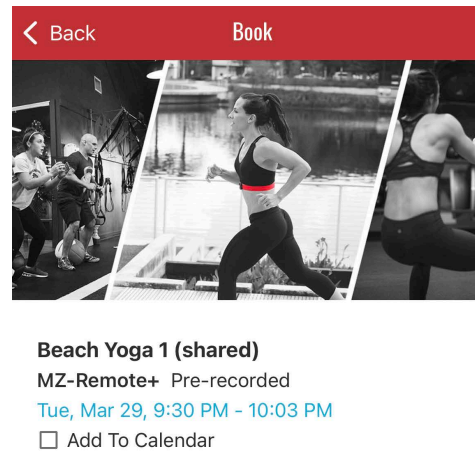 Back
Book
Beach Yoga 1 (shared)
MZ-Remote+ Pre-recorded
Tue, Mar 29, 9:30 PM - 10:03 PM
Add To Calendar